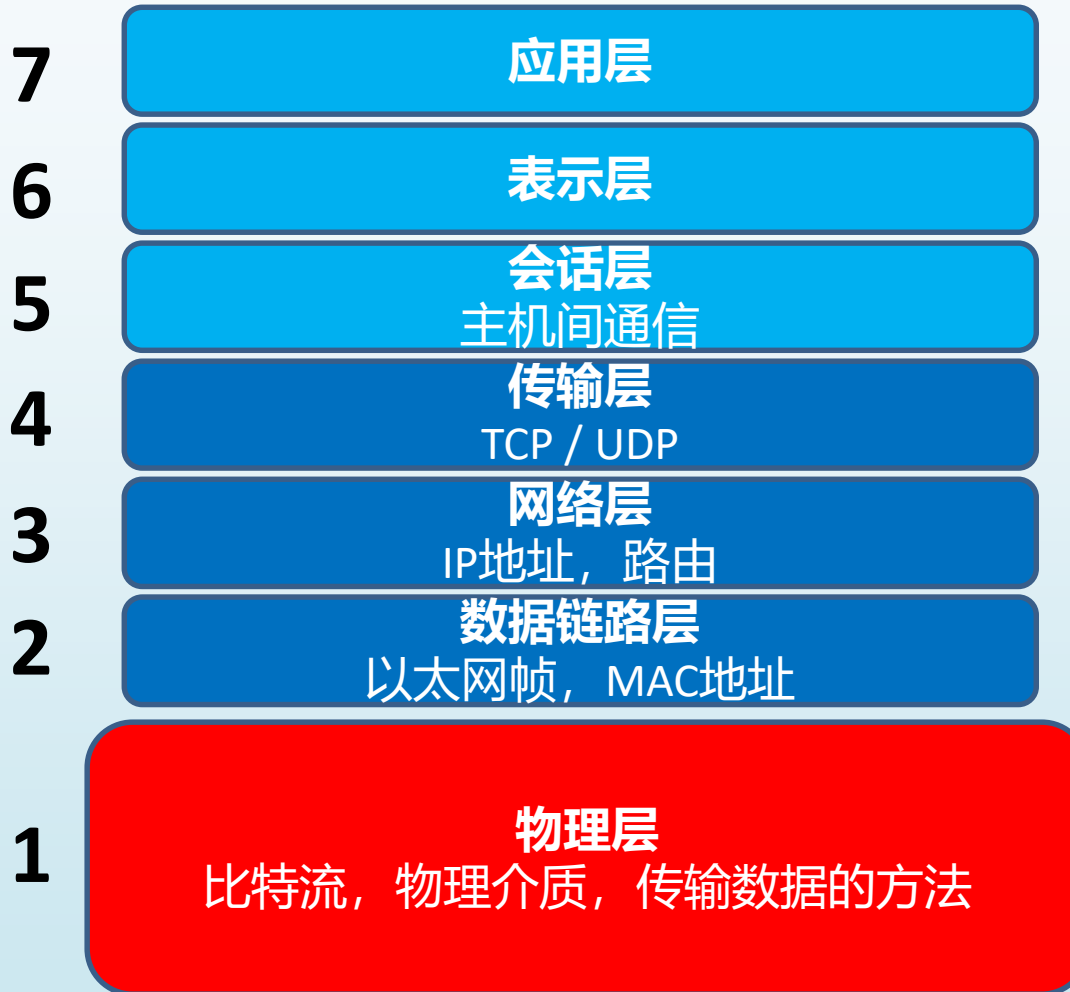 7
应用层
6
表示层
5
会话层
主机间通信
4
传输层
TCP / UDP
3
网络层
IP地址，路由
2
数据链路层
以太网帧，MAC地址
1
物理层
比特流，物理介质，传输数据的方法